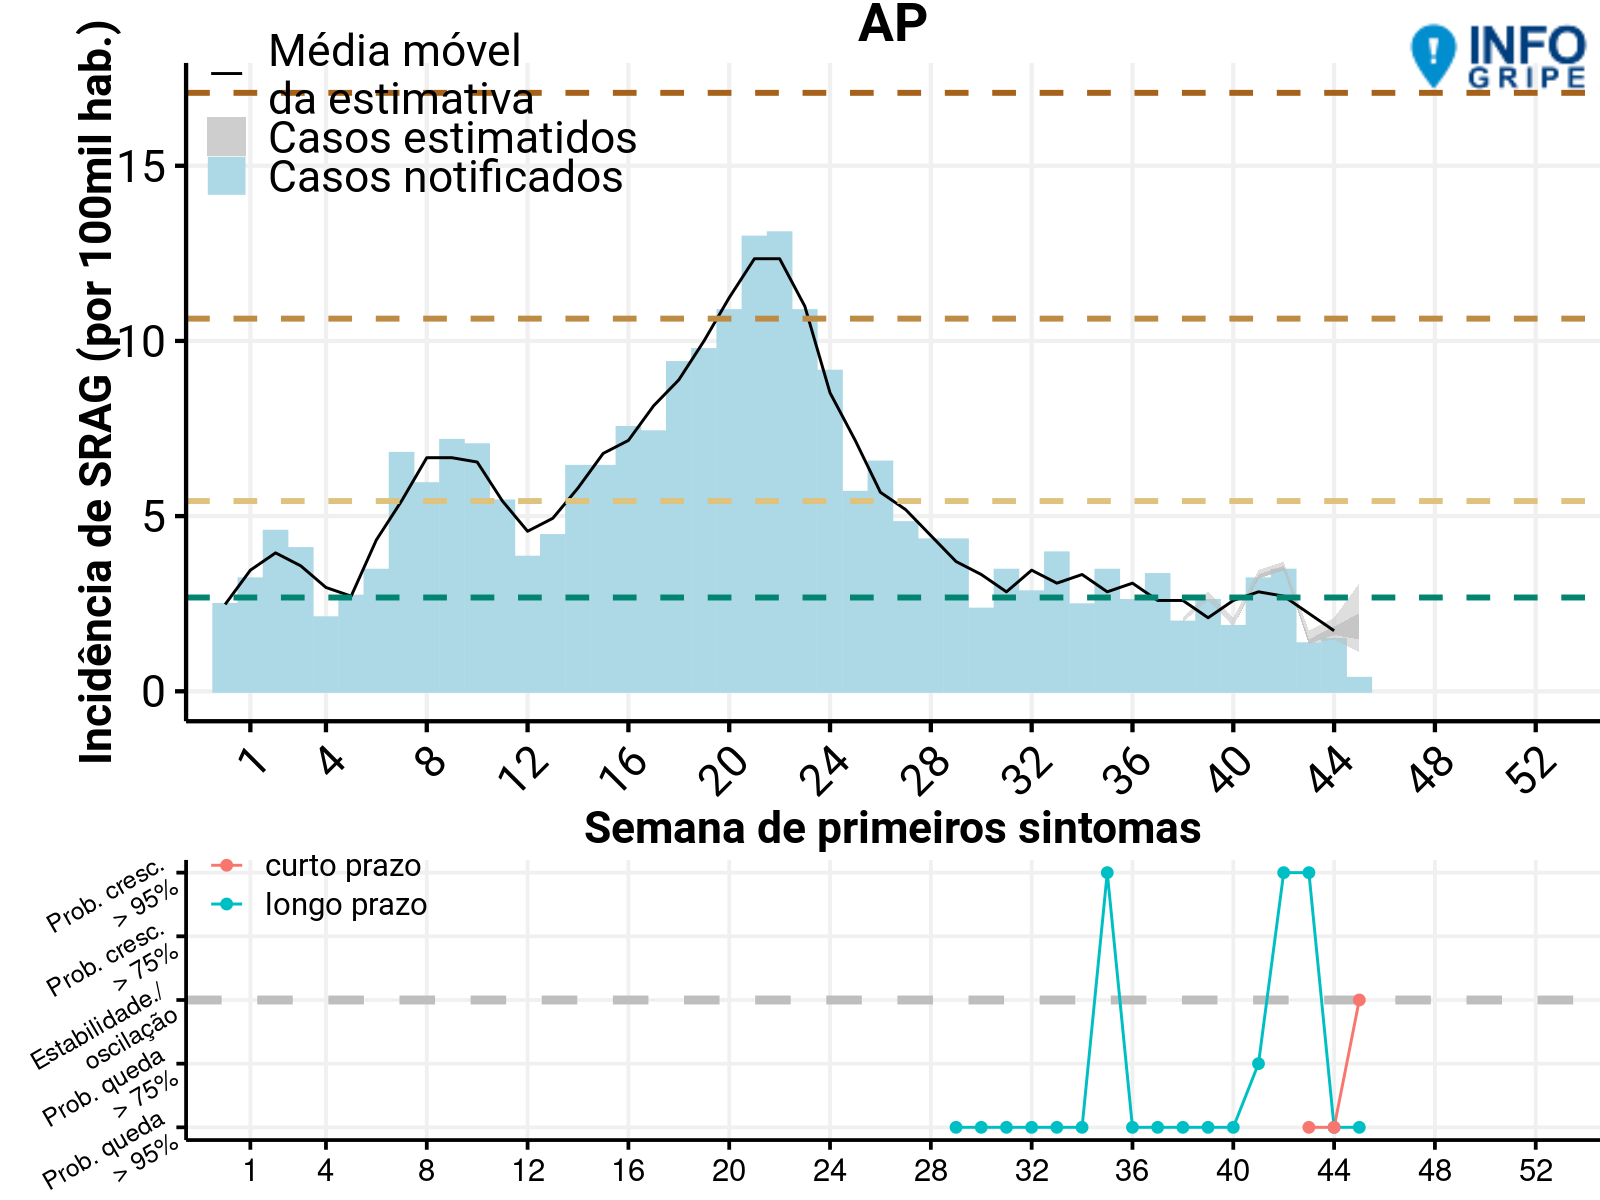 AP
INFO
GRIPE
Média móvel
da estimativa
Casos estimatidos
Casos notificados
Incidência de SRAG (por 100mil hab.)
15
10
5
0
1 4 8 12 16 20 24 28 32 36 40 44 48 52
Semana de primeiros sintomas
curto prazo
longo prazo
Prob. cresc.
> 95%
Prob. cresc.
> 75%
Estabilidade./
oscilação
Prob. queda
> 75%
Prob. queda
> 95%
1 4 8 12 16 20 24 28 32 36 40 44 48 52